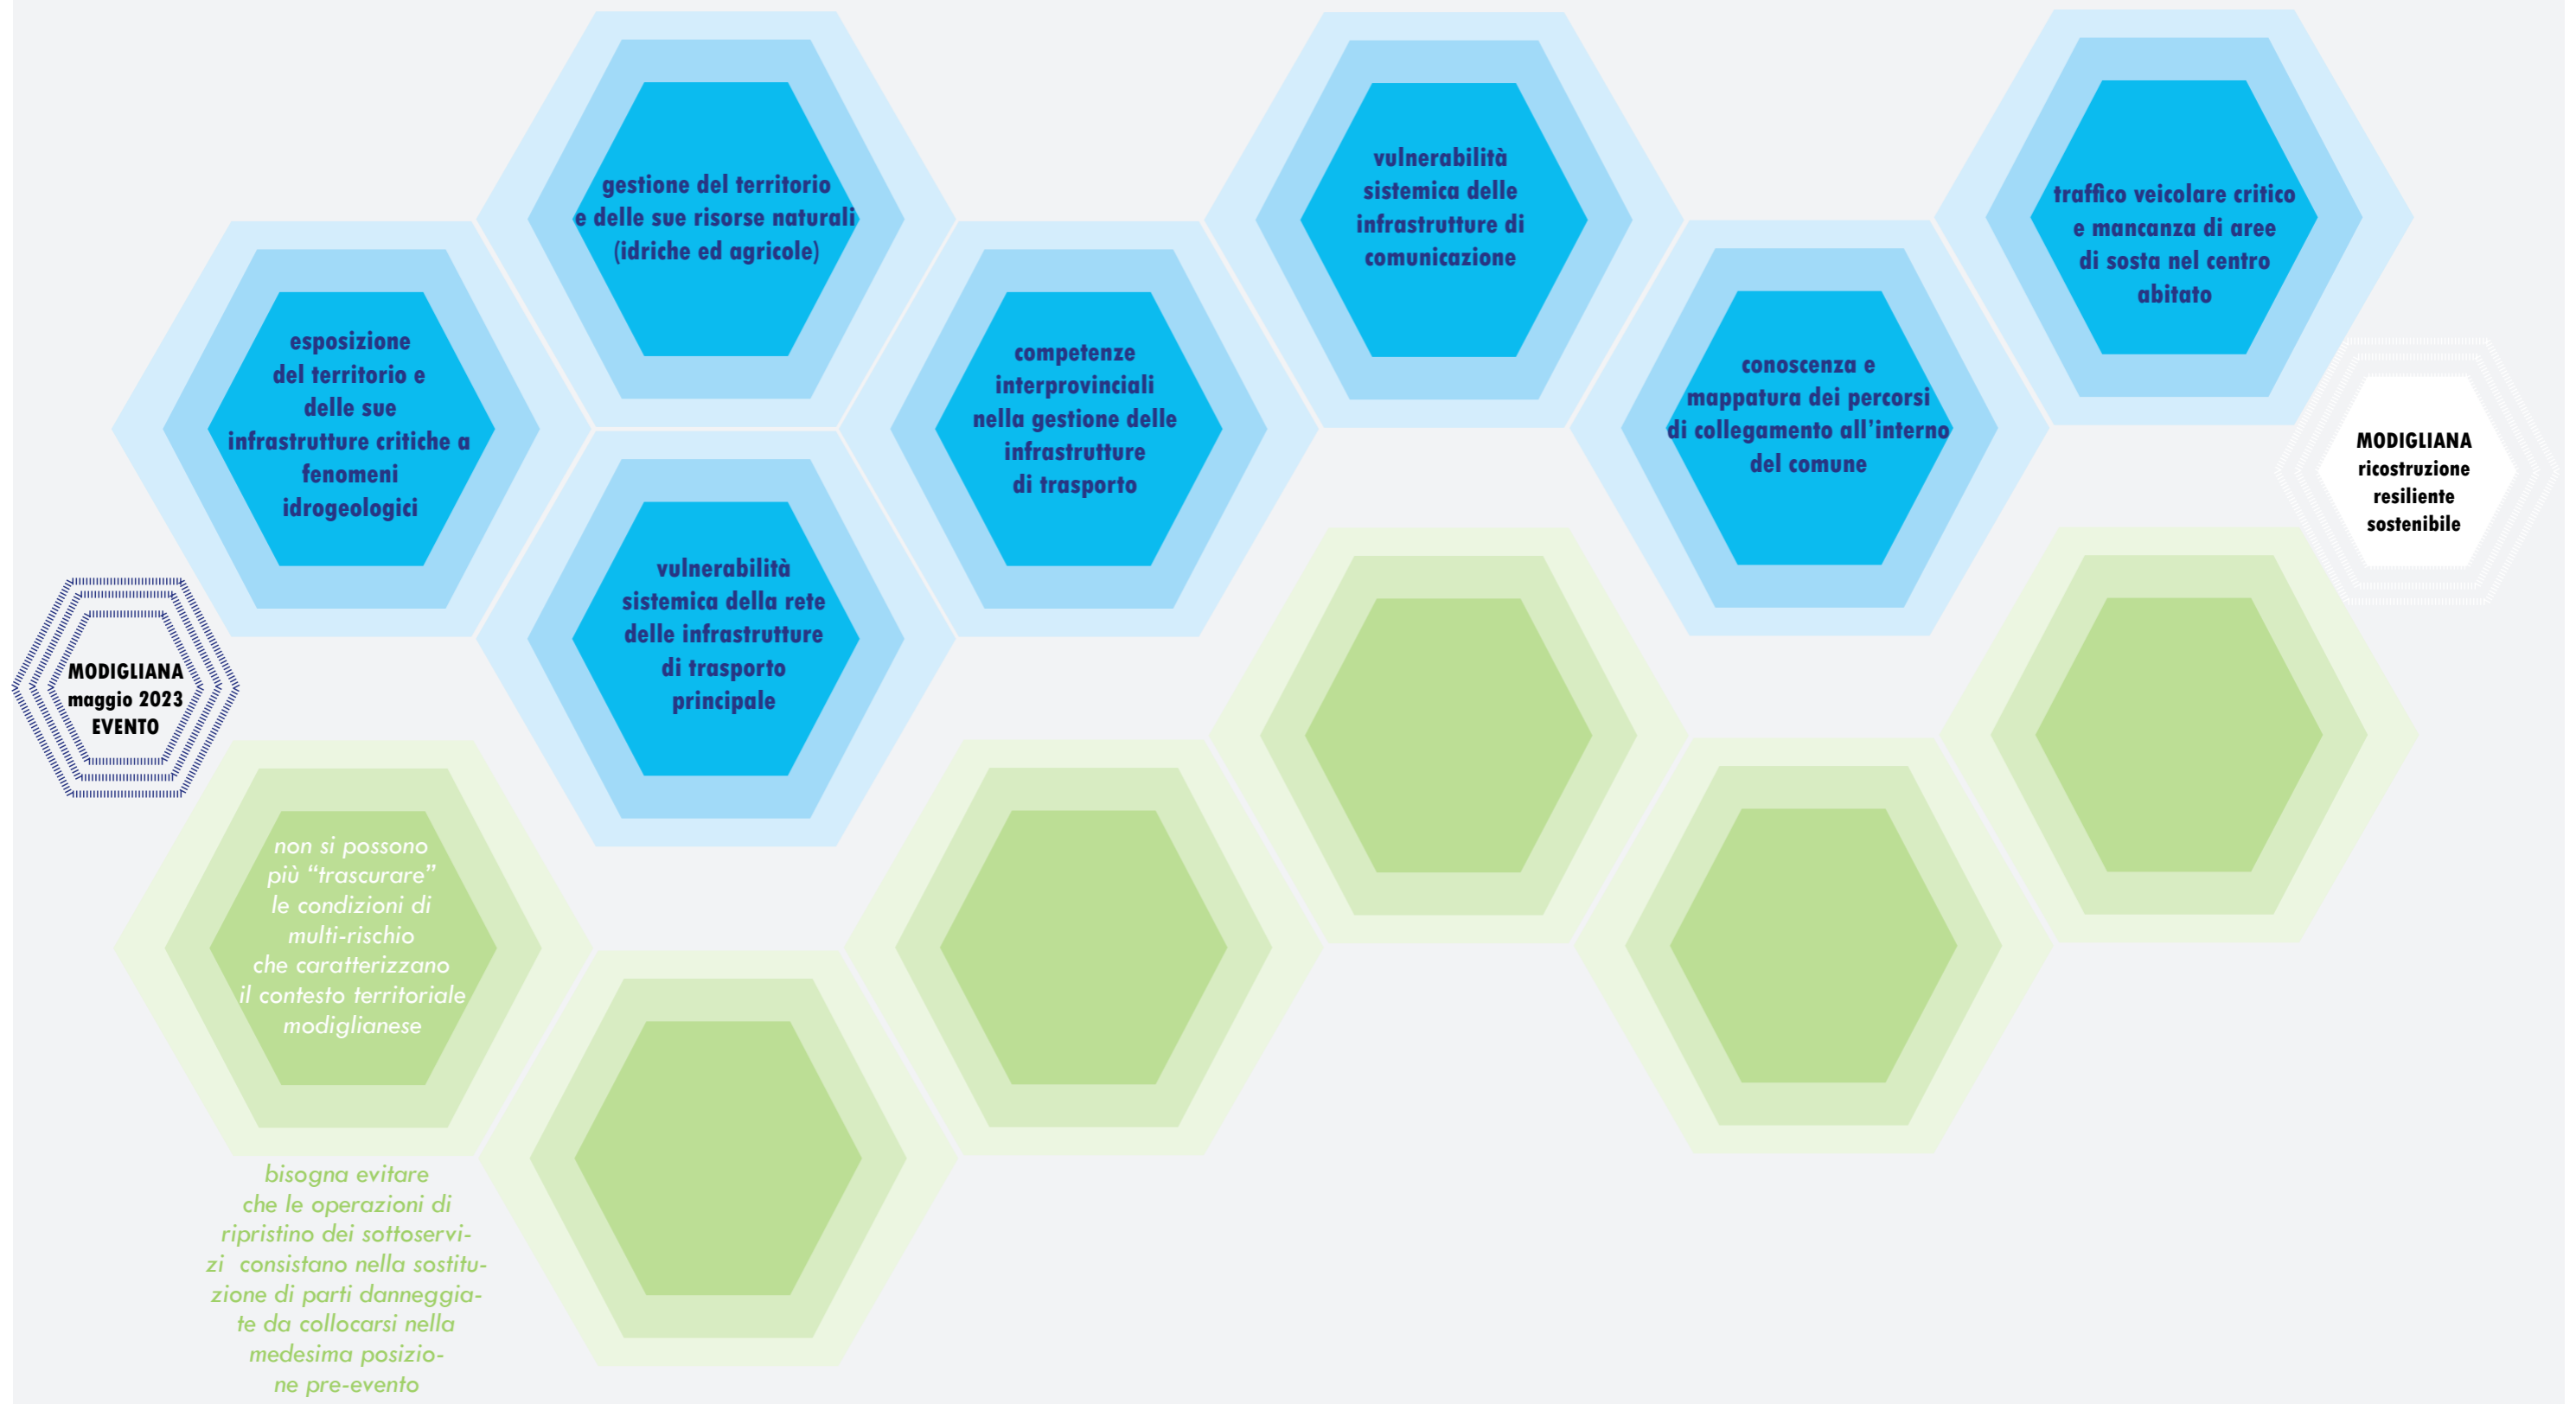 gestione del territorio
e delle sue risorse naturali
(idriche ed agricole)
vulnerabilità
sistemica delle
infrastrutture di
comunicazione
traffico veicolare critico
e mancanza di aree
di sosta nel centro
abitato
esposizione
del territorio e
delle sue
infrastrutture critiche a
fenomeni
idrogeologici
competenze
interprovinciali
nella gestione delle
infrastrutture
di trasporto
conoscenza e
mappatura dei percorsi
di collegamento all'interno
del comune
MODIGLIANA
ricostruzione
resiliente
sostenibile
vulnerabilità
sistemica della rete
delle infrastrutture
di trasporto
principale
MODIGLIANA
maggio 2023
EVENTO
non si possono
più “trascurare”
le condizioni di
multi-rischio
che caratterizzano
il contesto territoriale
modiglianese
bisogna evitare
che le operazioni di
ripristino dei sottoservi-
zi  consistano nella sostitu-
zione di parti danneggia-
te da collocarsi nella
medesima posizio-
ne pre-evento